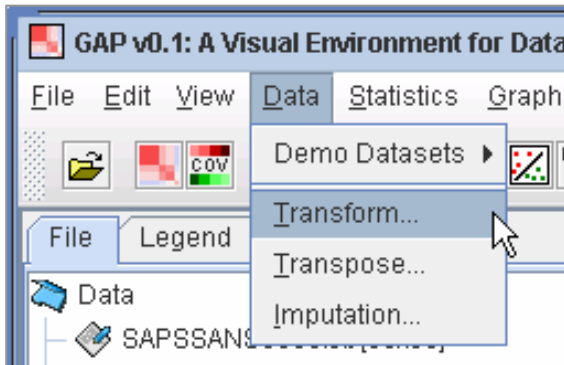 GAP v0.1: A Visual Environment for Data
File Edit View Data Statistics Graph
COV
Demo Datasets
Transform...
File Legend
Transpose...
Data
Imputation...